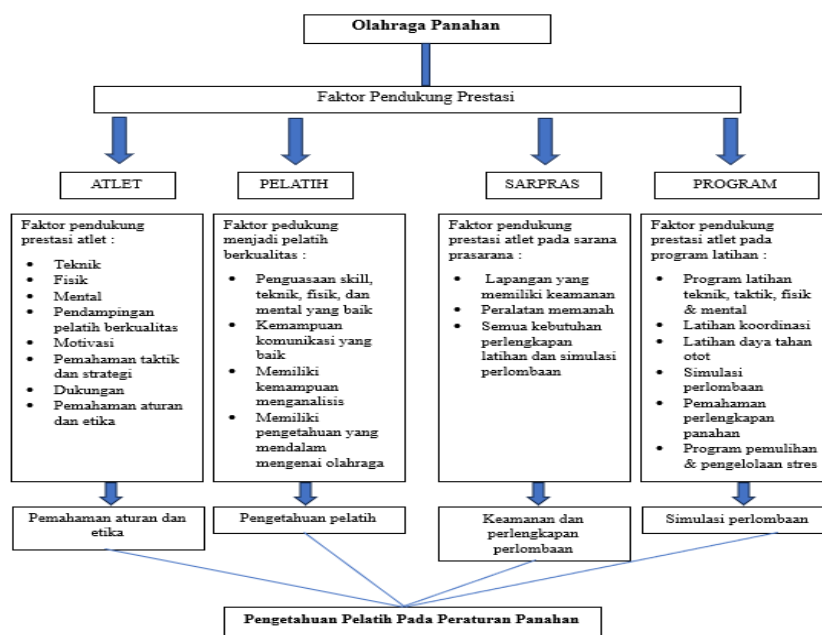 Olahraga Panahan
Faktor Pendukung Prestasi
ATLET
PELATIH
SARPRAS
PROGRAM
Faktor pendukung
prestasi atlet :
• Teknik
• Fisik
• Mental
• Pendampingan
pelatih berkualitas
• Motivasi
• Pemahaman taktik
dan strategi
• Dukungan
• Pemahaman aturan
dan etika
Faktor pedukung
menjadi pelatih
berkualitas :
• Penguasaan skill,
teknik, fisik, dan
mental yang baik
• Kemampuan
komunikasi yang
baik
• Memiliki
kemampuan
menganalisis
• Memiliki
pengetahuan yang
mendalam
mengenai olahraga
Faktor pendukung
prestasi atlet pada sarana
prasarana :
• Lapangan yang
memiliki keamanan
• Peralatan memanah
• Semua kebutuhan
perlengkapan
latihan dan simulasi
perlombaan
Faktor pendukung
prestasi atlet pada
program latihan :
• Program latihan
teknik, taktik, fisik
& mental
• Latihan koordinasi
• Latihan daya tahan
otot
• Simulasi
perlombaan
• Pemahaman
perlengkapan
panahan
• Program pemulihan
& pengelolaan stres
Pemahaman aturan dan
etika
Pengetahuan pelatih
Keamanan dan
perlengkapan
perlombaan
Simulasi perlombaan
Pengetahuan Pelatih Pada Peraturan Panahan